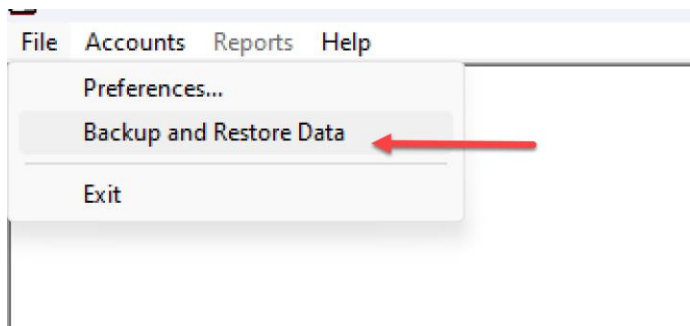 File Accounts Reports Help
Preferences...
Backup and Restore Data
Exit